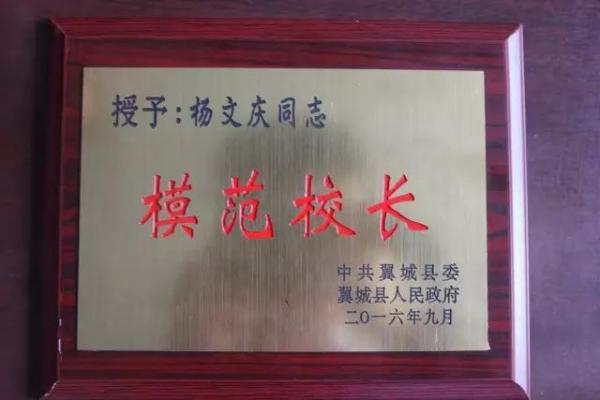 授予:杨文庆同志
模范校长
中共翼城县委
翼城县人民政府
二〇一六年九月